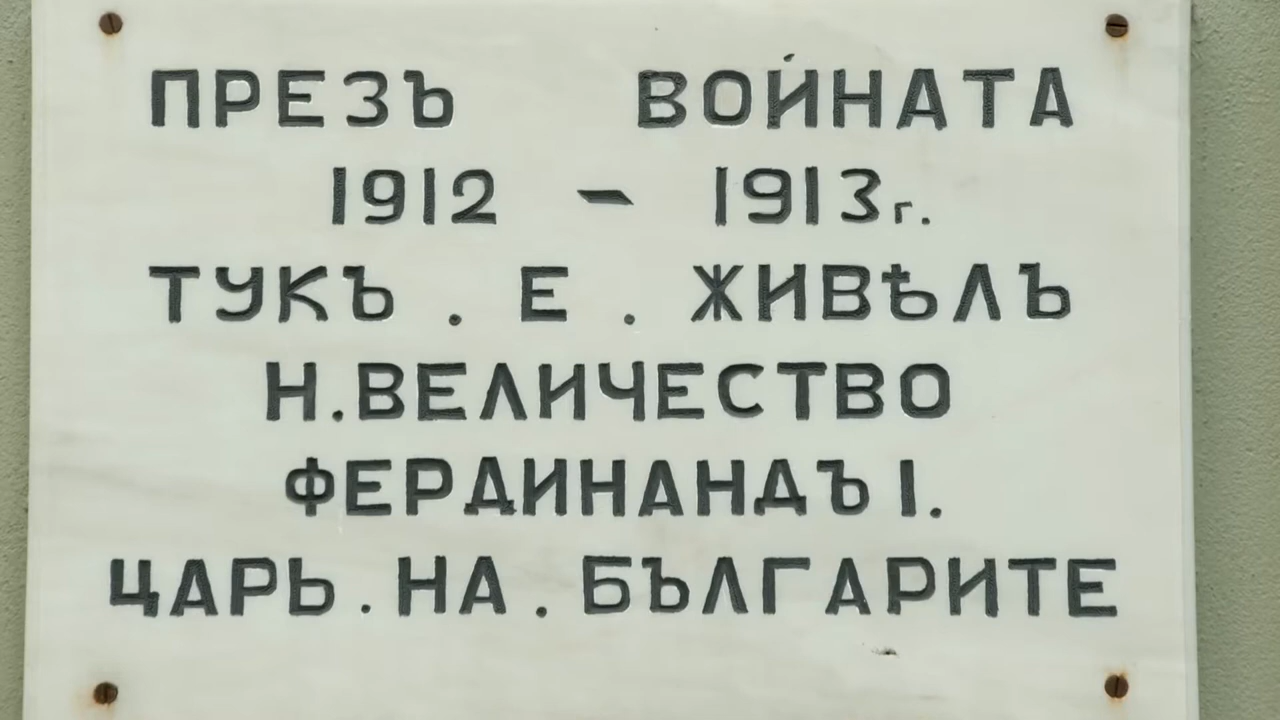 ПРЕЗЪ ВОЙНАТА
1912 - 1913г.
ТУКЪ . Е . ЖИВѢЛЪ
Н.ВЕЛИЧЕСТВО
ФЕРДИНАНДЪ I.
ЦАРЬ . НА . БЪЛГАРИТЕ